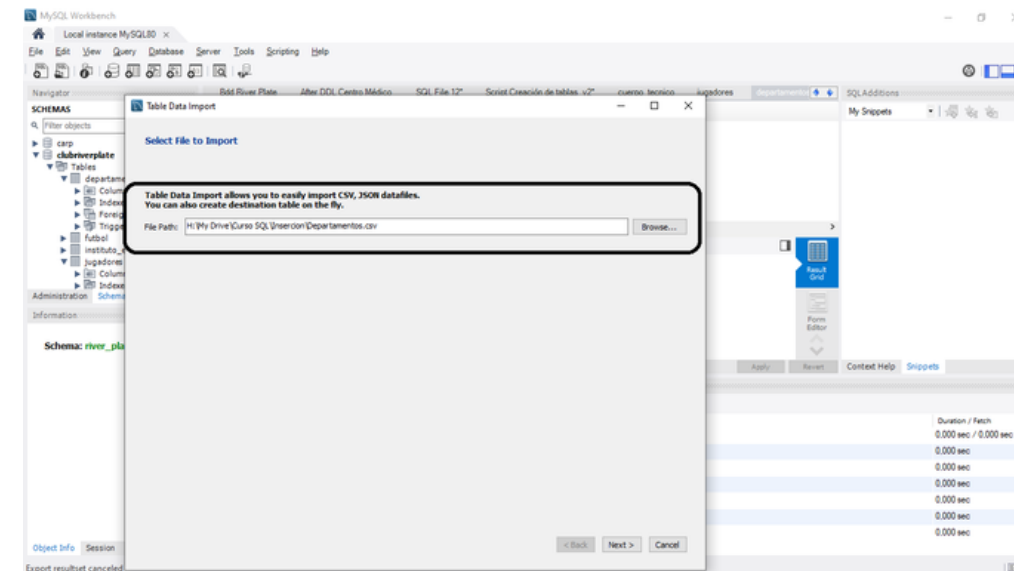 MySQL Workbench
Local instance MySQL80 ×
File Edit View Query Database Server Tools Scripting Help
Navigator
Bdd River Plate After DDL Centro Médico SQL File 12* Script Creación de tablas_v2* cuerpo_tecnico jugadores departamentos
SQLAdditions
SCHEMAS
My Snippets
Filter objects
carp
clubriverplate
Tables
departame
Colum
Indexe
Foreig
Trigge
futbol
instituto_
jugadores
Colum
Indexe
Administration Schema
Information
Schema: river_pla
Table Data Import
Select File to Import
Table Data Import allows you to easily import CSV, JSON datafiles.
You can also create destination table on the fly.
File Path: H:\My Drive\Curso SQL\Insercion\Departamentos.csv Browse...
< Back Next > Cancel
Result
Grid
Form
Editor
Apply Revert
Context Help Snippets
Duration / Fetch
0.000 sec / 0.000 sec
0.000 sec
0.000 sec
0.000 sec
0.000 sec
0.000 sec
0.000 sec
Object Info Session
Export resultset canceled